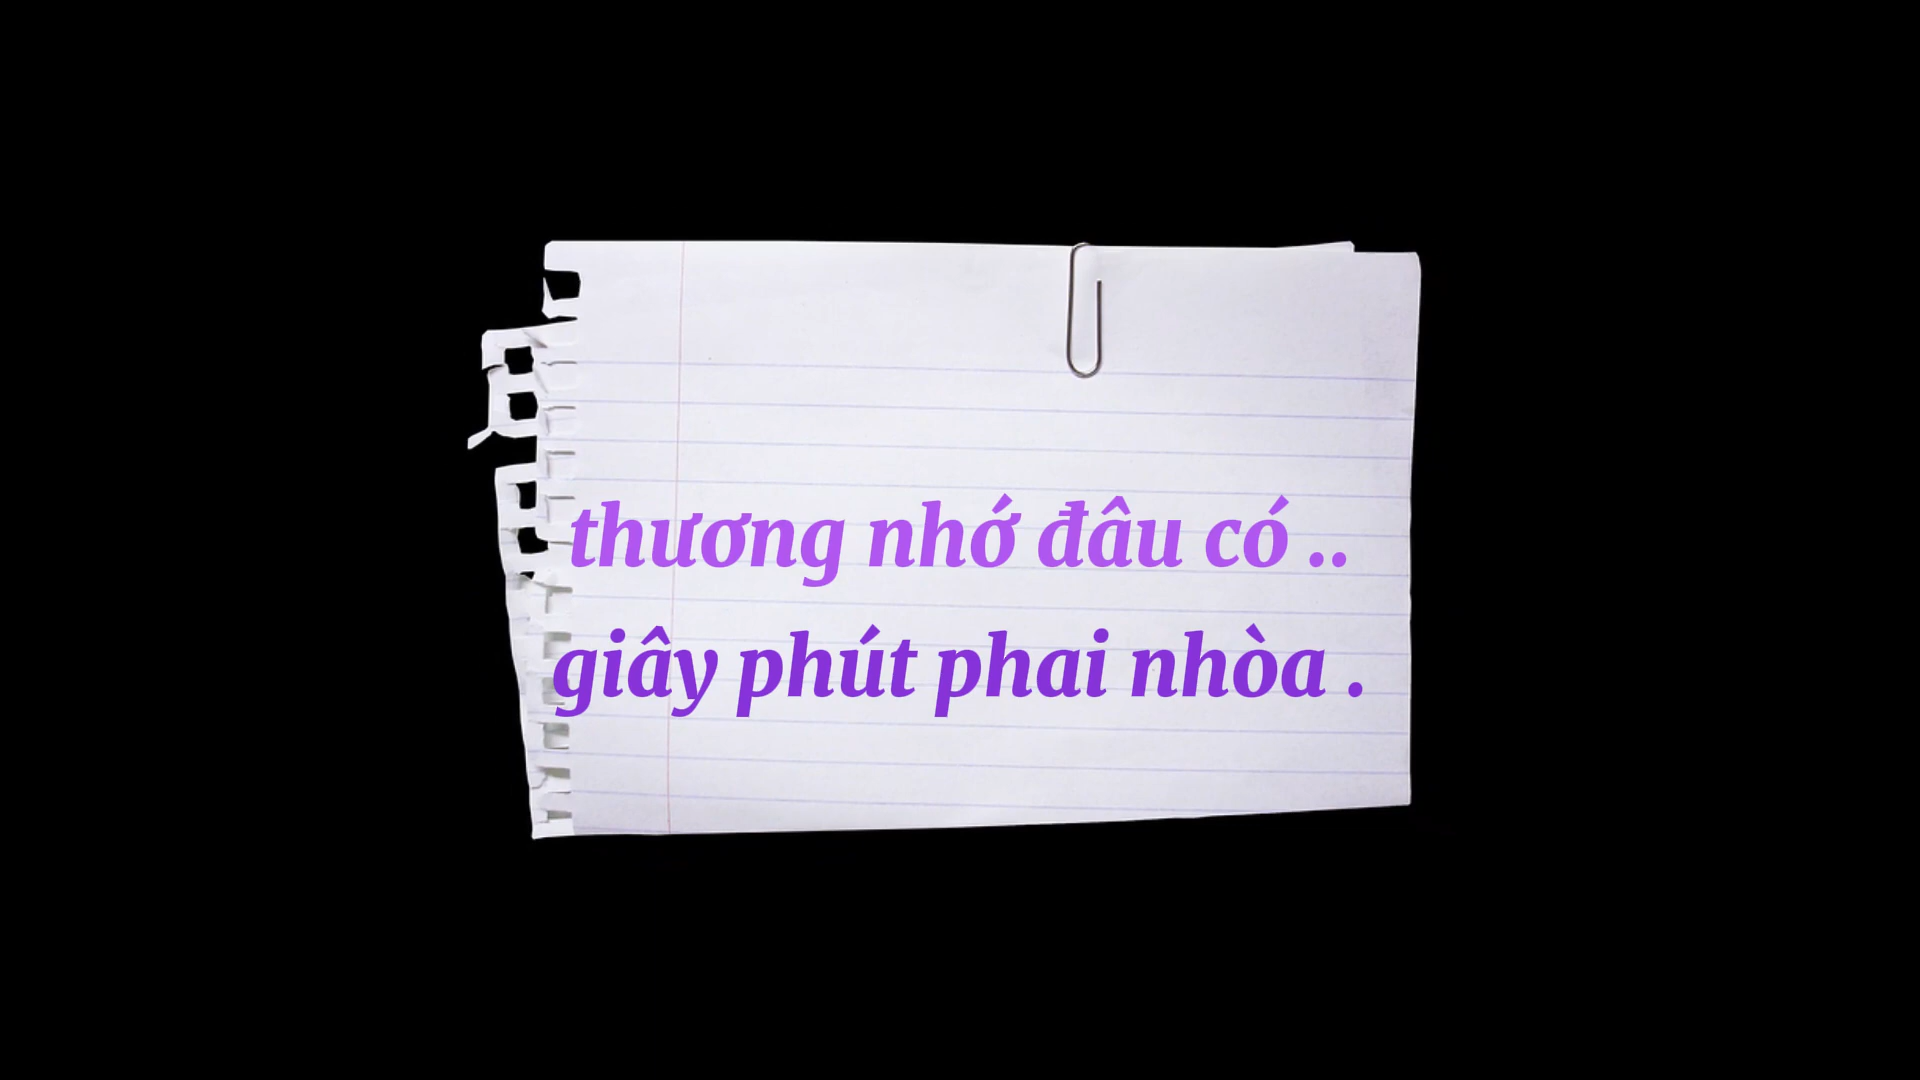 thương nhớ đâu có ..
giây phút phai nhòa .